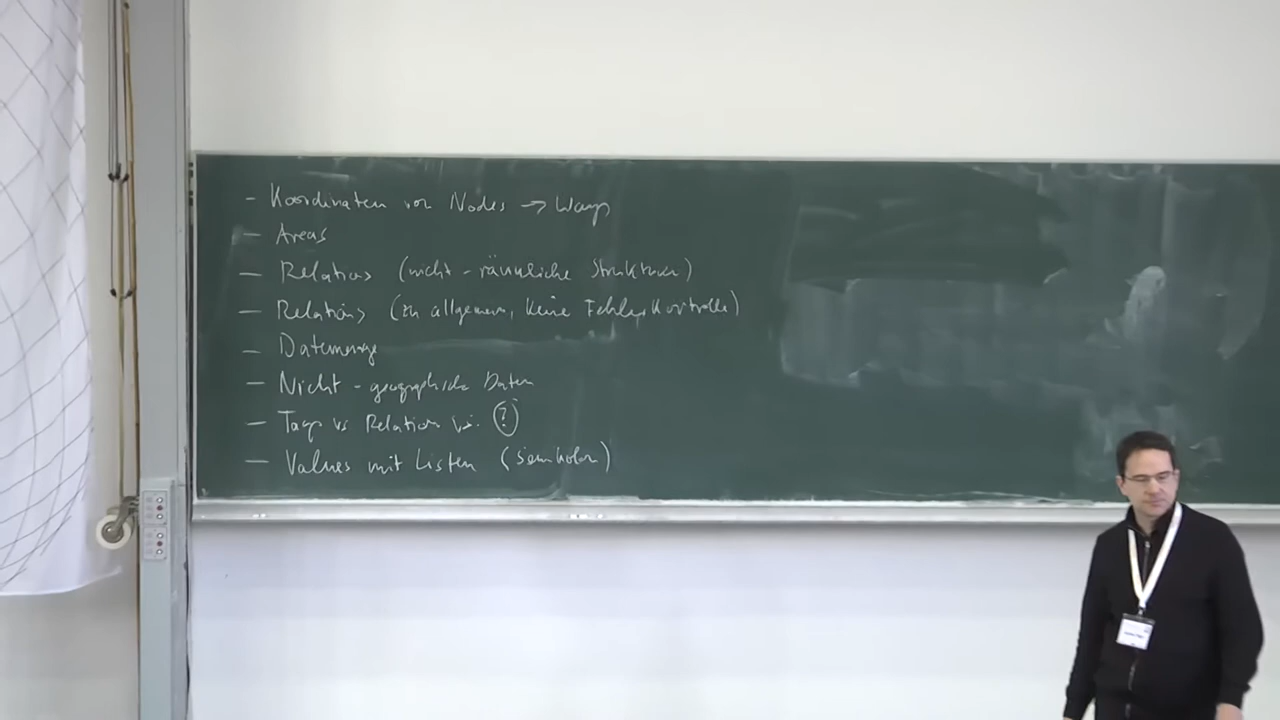 - Koordinaten von Nodes → Ways
- Areas
- Relations (nicht-räumliche Strukturen)
- Relations (zu allgemein, keine Fehlerkontrolle)
- Datenmenge
- Nicht-geographische Daten
- Tags vs Relation (?)
- Values mit Listen (Semikolon)